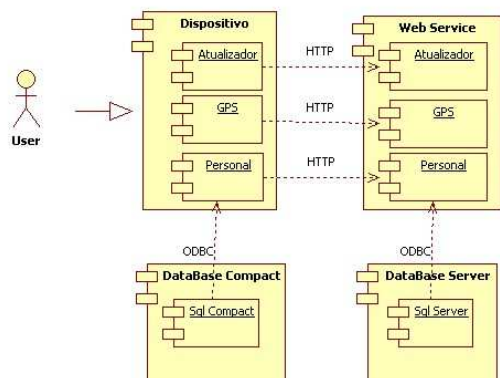 Dispositivo
Web Service
Atualizador
HTTP
Atualizador
GPS
HTTP
GPS
User
Personal
HTTP
Personal
ODBC
ODBC
DataBase Compact
DataBase Server
Sql Compact
Sql Server